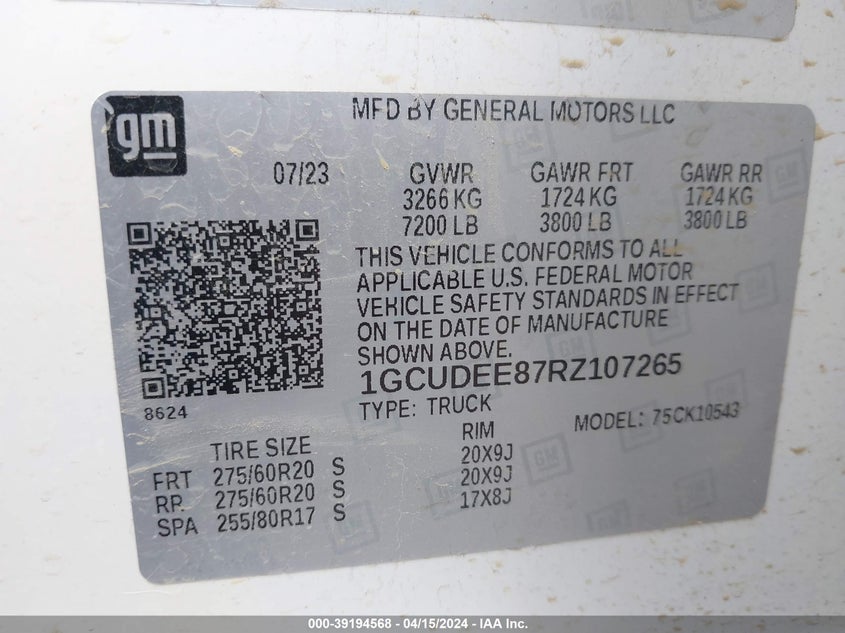 gm
MFD BY GENERAL MOTORS LLC
07/23 GVWR GAWR FRT GAWR RR
3266 KG 1724 KG 1724 KG
7200 LB 3800 LB 3800 LB
THIS VEHICLE CONFORMS TO ALL
APPLICABLE U.S. FEDERAL MOTOR
VEHICLE SAFETY STANDARDS IN EFFECT
ON THE DATE OF MANUFACTURE
SHOWN ABOVE.
1GCUDEE87RZ107265
8624 TYPE: TRUCK MODEL: 75CK10543
TIRE SIZE RIM
FRT 275/60R20 S 20X9J
RR 275/60R20 S 20X9J
SPA 255/80R17 S 17X8J
000-39194568 - 04/15/2024 - IAA Inc.